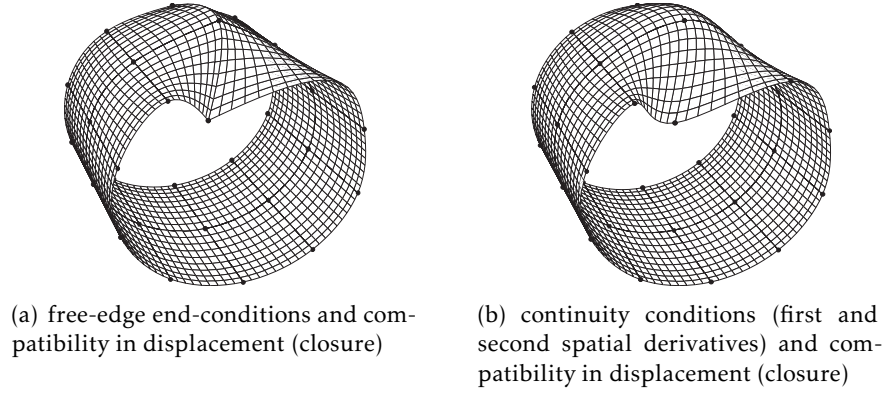 (a) free-edge end-conditions and com-
patibility in displacement (closure)
(b) continuity conditions (first and
second spatial derivatives) and com-
patibility in displacement (closure)